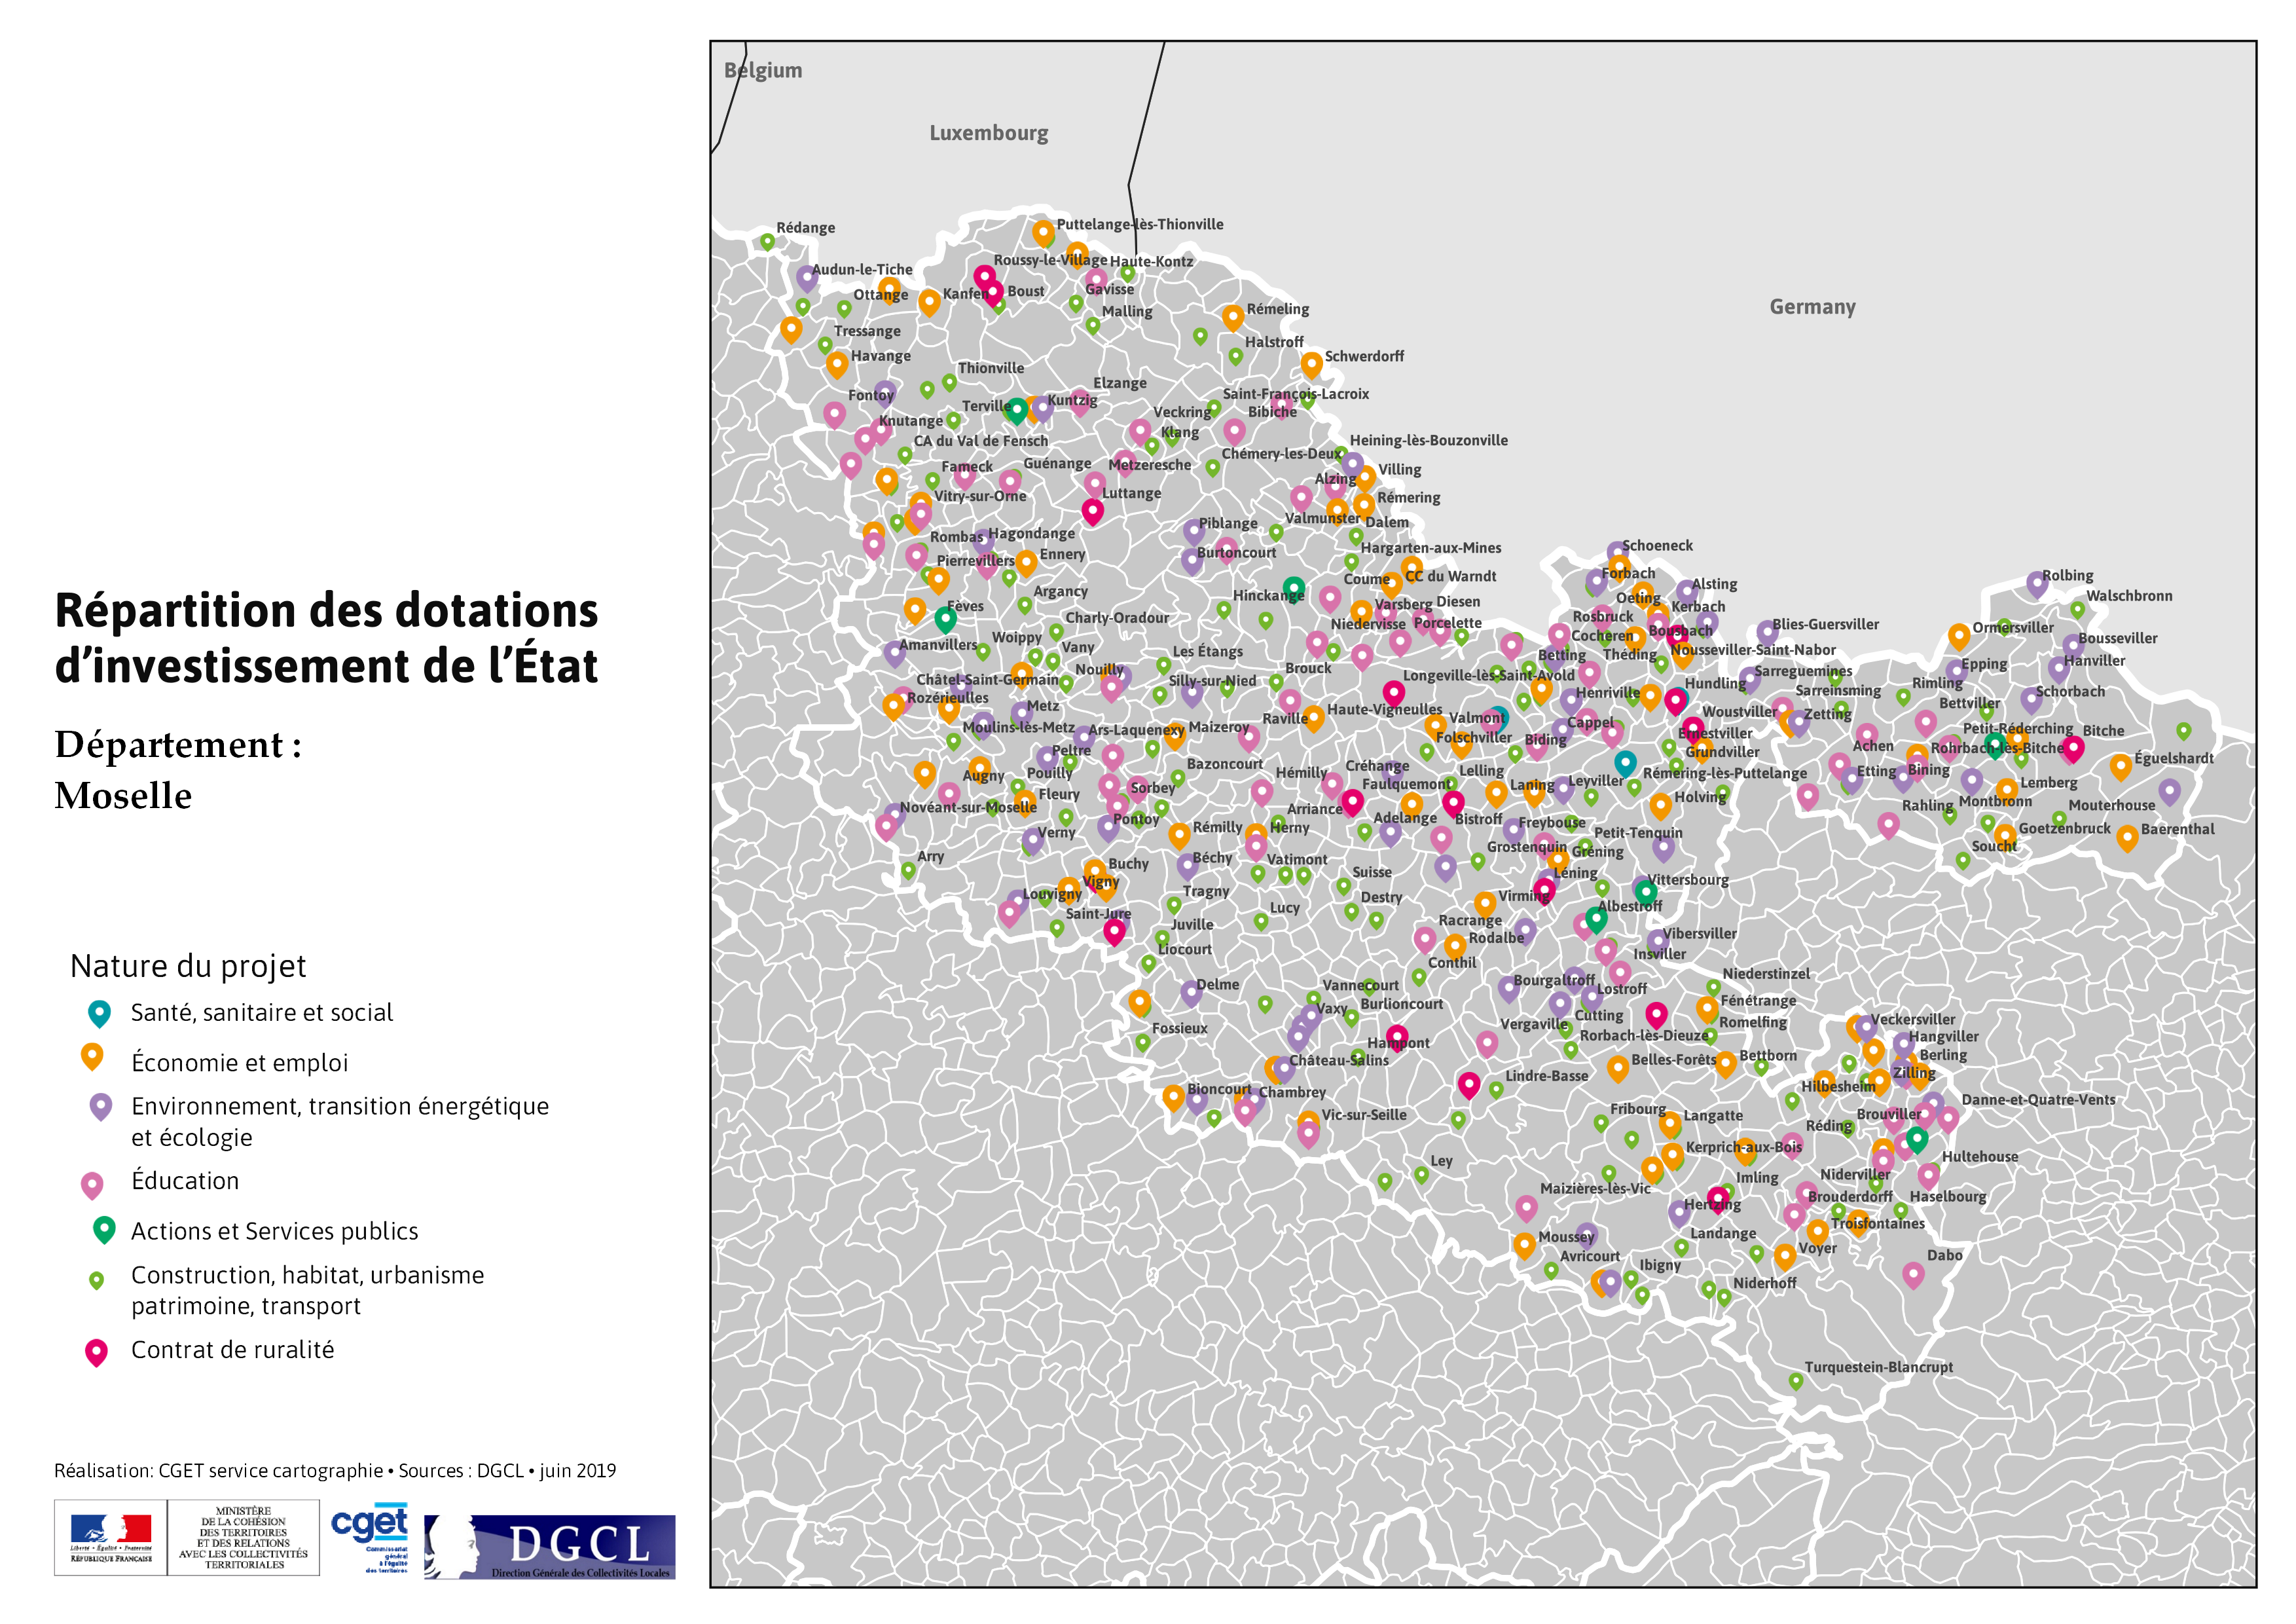 Répartition des dotations
d'investissement de l'État
Département :
Moselle
Nature du projet
Santé, sanitaire et social
Économie et emploi
Environnement, transition énergétique
et écologie
Éducation
Actions et Services publics
Construction, habitat, urbanisme
patrimoine, transport
Contrat de ruralité
Réalisation: CGET service cartographie • Sources : DGCL • juin 2019
Liberté • Égalité • Fraternité
RÉPUBLIQUE FRANÇAISE
MINISTÈRE
DE LA COHÉSION
DES TERRITOIRES
ET DES RELATIONS
AVEC LES COLLECTIVITÉS
TERRITORIALES
cget
Commissariat
général
à l'égalité
des territoires
DGCL
Direction Générale des Collectivités Locales
Belgium
Luxembourg
Germany
Rédange
Puttelange-lès-Thionville
Roussy-le-Village
Haute-Kontz
Audun-le-Tiche
Ottange
Kanfen
Boust
Gavisse
Malling
Rémeling
Tressange
Halstroff
Havange
Schwerdorff
Thionville
Elzange
Fontoy
Terville
Kuntzig
Saint-François-Lacroix
Veckring
Bibiche
Knutange
Klang
CA du Val de Fensch
Heining-lès-Bouzonville
Chémery-les-Deux
Fameck
Guénange
Metzeresche
Villing
Alzing
Vitry-sur-Orne
Luttange
Rémering
Piblange
Valmunster
Dalem
Rombas
Hagondange
Pierrevillers
Ennery
Burtoncourt
Hargarten-aux-Mines
Schoeneck
Coume
CC du Warndt
Forbach
Alsting
Rolbing
Argancy
Hinckange
Oeting
Walschbronn
Fèves
Varsberg
Diesen
Kerbach
Charly-Oradour
Niedervisse
Porcelette
Rosbruck
Bousbach
Blies-Guersviller
Ormersviller
Amanvillers
Woippy
Vany
Cocheren
Bousseviller
Les Étangs
Betting
Théding
Nousseviller-Saint-Nabor
Nouilly
Brouck
Longeville-lès-Saint-Avold
Sarreguemines
Epping
Hanviller
Châtel-Saint-Germain
Silly-sur-Nied
Henriville
Hundling
Sarreinsming
Rimling
Schorbach
Rozérieulles
Metz
Raville
Haute-Vigneulles
Valmont
Cappel
Woustviller
Zetting
Bettviller
Moulins-lès-Metz
Ars-Laquenexy
Maizeroy
Folschviller
Biding
Ernestviller
Petit-Réderching
Bitche
Peltre
Grundviller
Achen
Rohrbach-lès-Bitche
Éguelshardt
Augny
Pouilly
Bazoncourt
Hémilly
Créhange
Lelling
Leyviller
Rémering-lès-Puttelange
Etting
Bining
Lemberg
Fleury
Sorbey
Faulquemont
Laning
Holving
Rahling
Montbronn
Mouterhouse
Novéant-sur-Moselle
Pontoy
Arriance
Adelange
Bistroff
Freybouse
Verny
Rémilly
Herny
Petit-Tenquin
Goetzenbruck
Baerenthal
Arry
Buchy
Béchy
Vatimont
Grostenquin
Gréning
Soucht
Vigny
Suisse
Léning
Vittersbourg
Louvigny
Tragny
Destry
Virming
Saint-Jure
Lucy
Albestroff
Juville
Racrange
Rodalbe
Vibersviller
Liocourt
Insviller
Conthil
Delme
Vannecourt
Bourgaltroff
Lostroff
Niederstinzel
Vaxy
Burlioncourt
Fénétrange
Fossieux
Vergaville
Cutting
Romelfing
Veckersviller
Hampont
Rorbach-lès-Dieuze
Hangviller
Château-Salins
Belles-Forêts
Bettborn
Berling
Lindre-Basse
Hilbesheim
Zilling
Bioncourt
Chambrey
Danne-et-Quatre-Vents
Vic-sur-Seille
Fribourg
Langatte
Brouviller
Réding
Kerprich-aux-Bois
Ley
Hultehouse
Maizières-lès-Vic
Imling
Niderviller
Hertzing
Brouderdorff
Haselbourg
Moussey
Landange
Troisfontaines
Avricourt
Voyer
Dabo
Ibigny
Niderhoff
Turquestein-Blancrupt